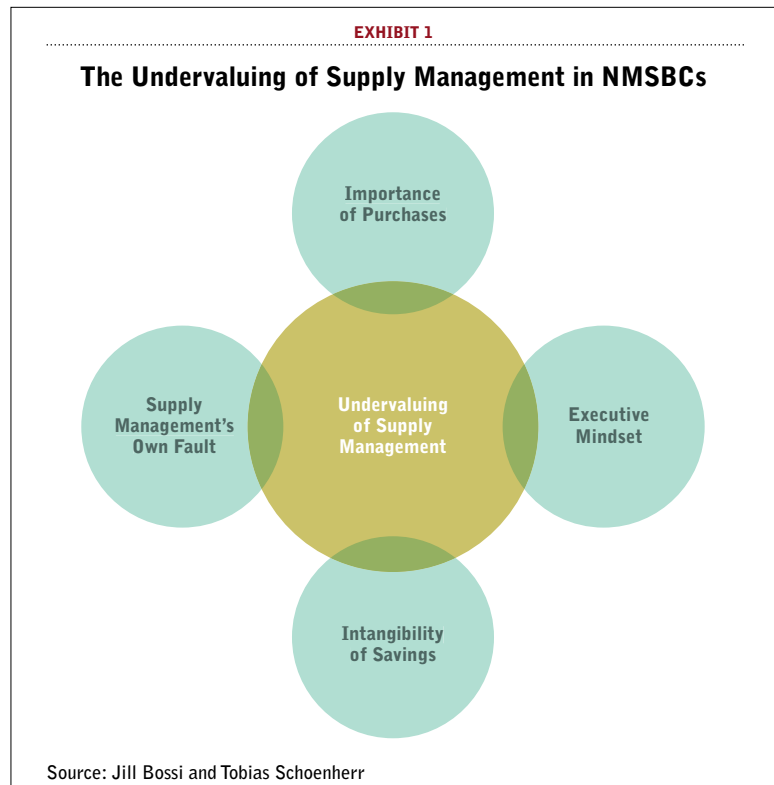 EXHIBIT 1
The Undervaluing of Supply Management in NMSBCs
Importance
of Purchases
Supply
Management's
Own Fault
Undervaluing
of Supply
Management
Executive
Mindset
Intangibility
of Savings
Source: Jill Bossi and Tobias Schoenherr